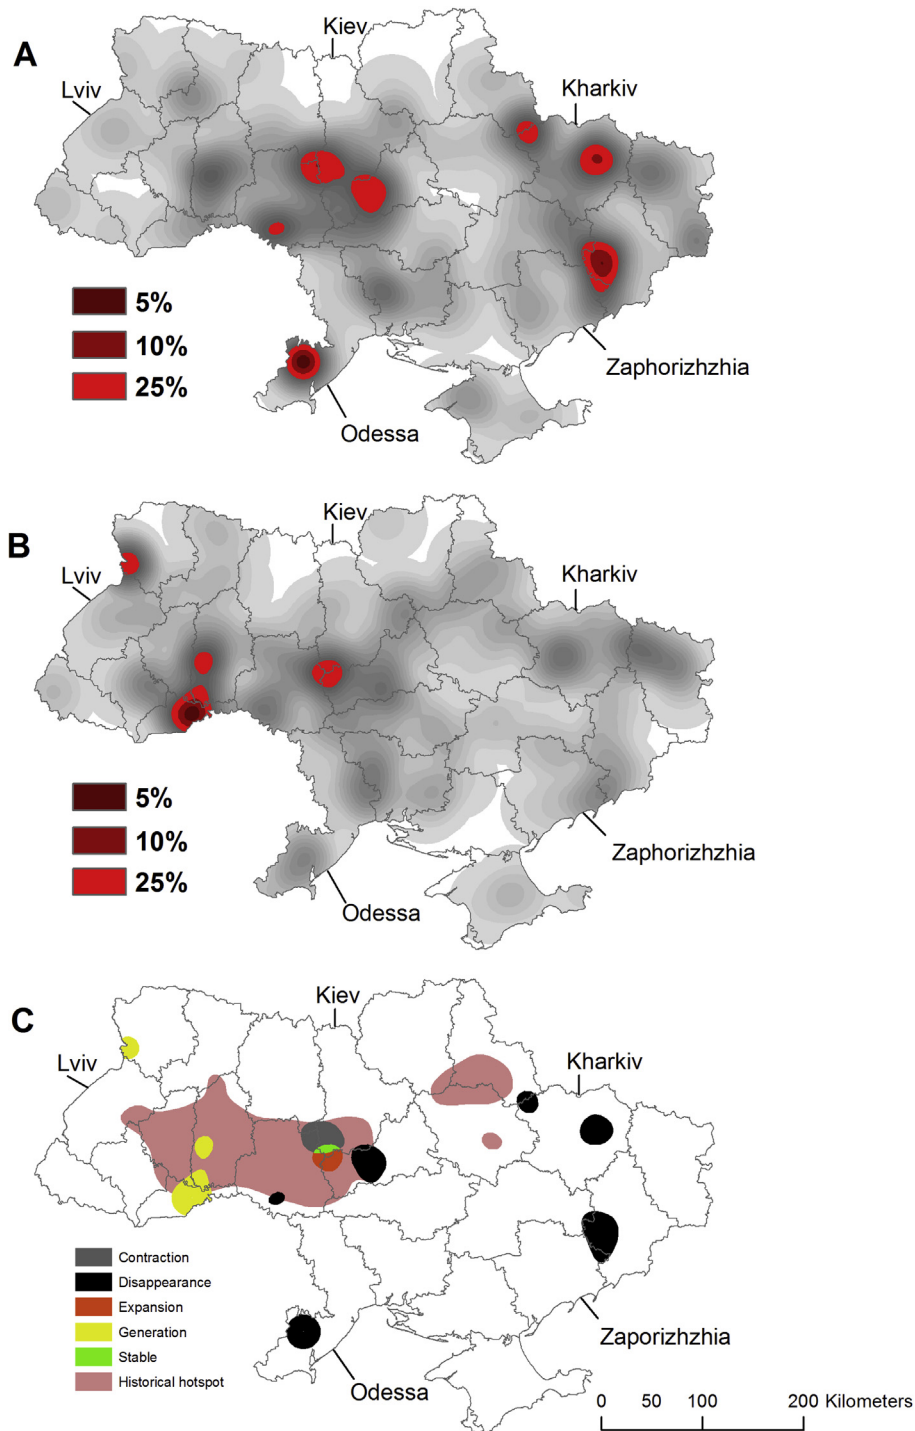 A
Kiev
Lviv
Kharkiv
5%
10%
25%
Zaphorizhzhia
Odessa
B
Kiev
Lviv
Kharkiv
5%
10%
25%
Zaphorizhzhia
Odessa
C
Kiev
Lviv
Kharkiv
Contraction
Disappearance
Expansion
Generation
Stable
Historical hotspot
Zaporizhzhia
Odessa
0 50 100 200 Kilometers